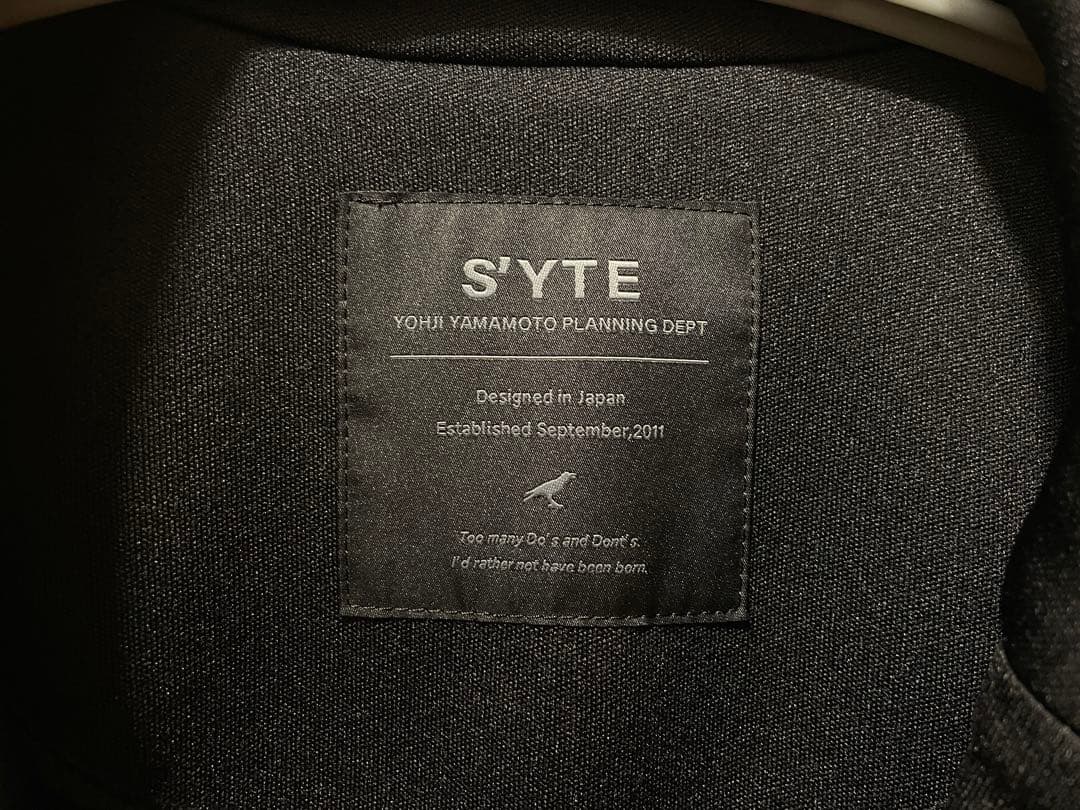 S'YTE
YOHJI YAMAMOTO PLANNING DEPT
Designed in Japan
Established September,2011
Too many Do's and Dont's.
I'd rather not have been born.